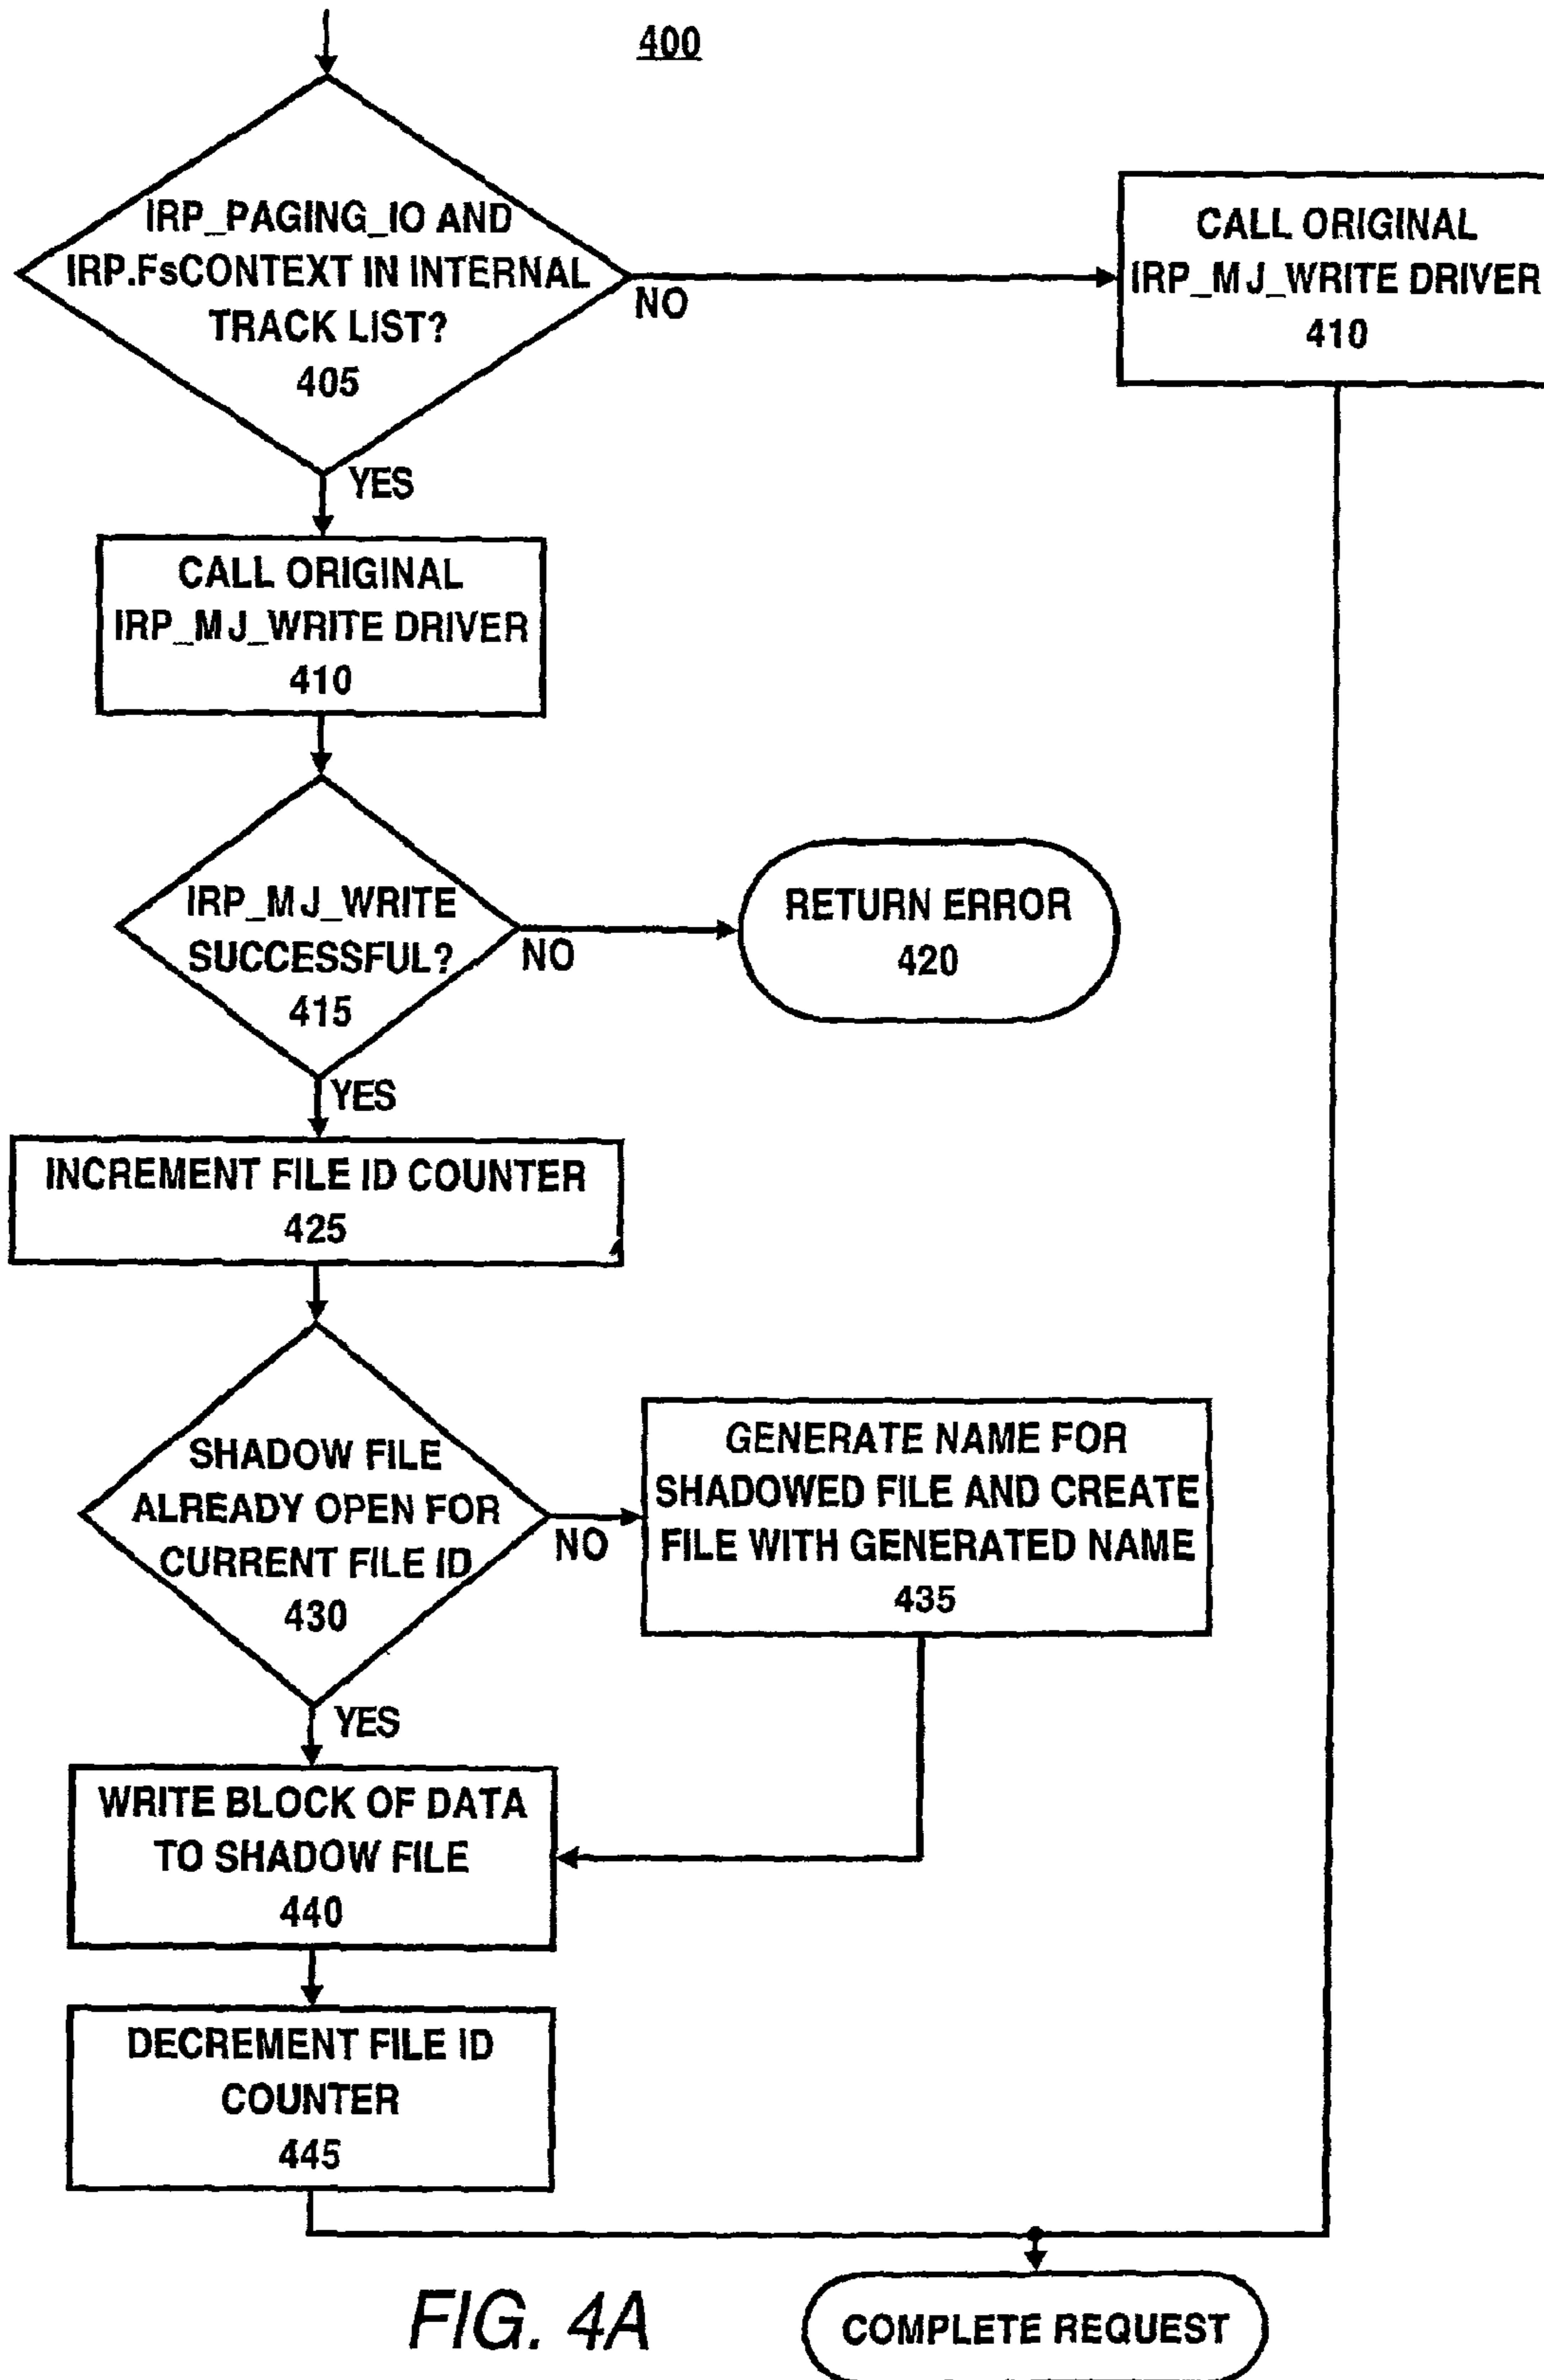 400
IRP_PAGING_IO AND
IRP.FsCONTEXT IN INTERNAL
TRACK LIST?
405
NO
CALL ORIGINAL
IRP_MJ_WRITE DRIVER
410
YES
CALL ORIGINAL
IRP_MJ_WRITE DRIVER
410
IRP_MJ_WRITE
SUCCESSFUL?
415
NO
RETURN ERROR
420
YES
INCREMENT FILE ID COUNTER
425
SHADOW FILE
ALREADY OPEN FOR
CURRENT FILE ID
430
NO
GENERATE NAME FOR
SHADOWED FILE AND CREATE
FILE WITH GENERATED NAME
435
YES
WRITE BLOCK OF DATA
TO SHADOW FILE
440
DECREMENT FILE ID
COUNTER
445
FIG. 4A
COMPLETE REQUEST